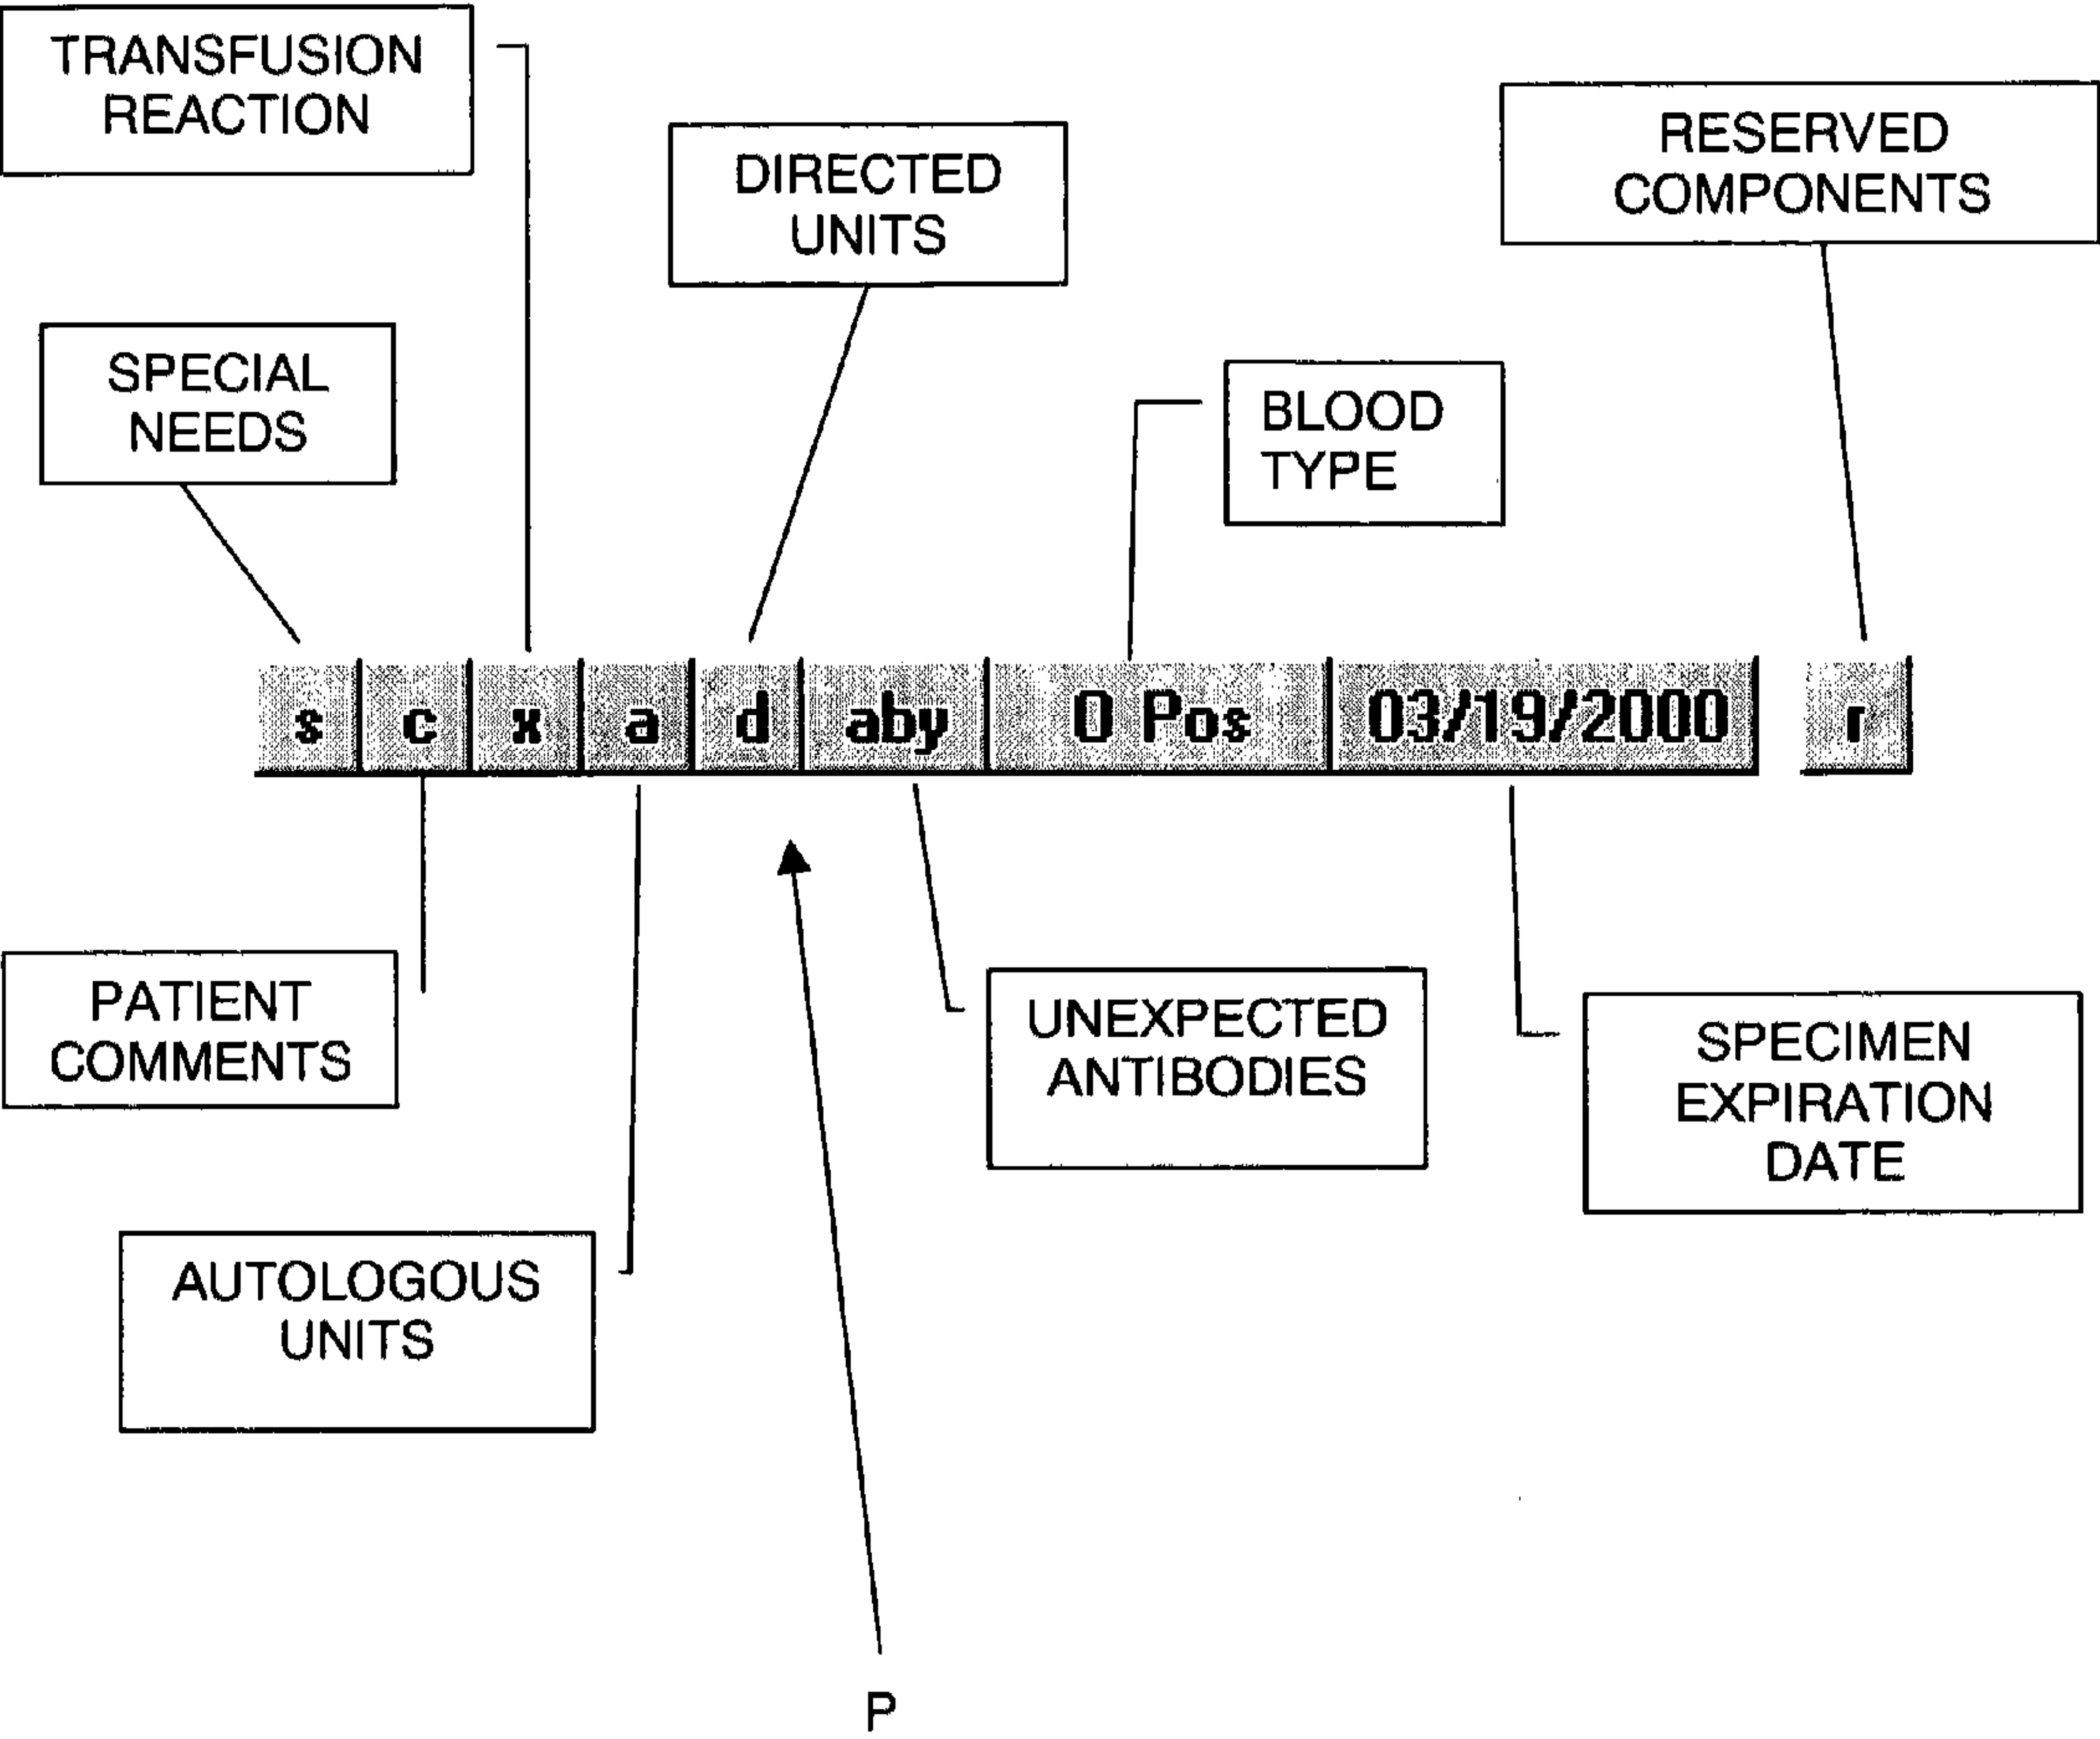 TRANSFUSION
REACTION
DIRECTED
UNITS
RESERVED
COMPONENTS
SPECIAL
NEEDS
BLOOD
TYPE
s c x a d aby O Pos 03/19/2000 r
PATIENT
COMMENTS
UNEXPECTED
ANTIBODIES
SPECIMEN
EXPIRATION
DATE
AUTOLOGOUS
UNITS
P